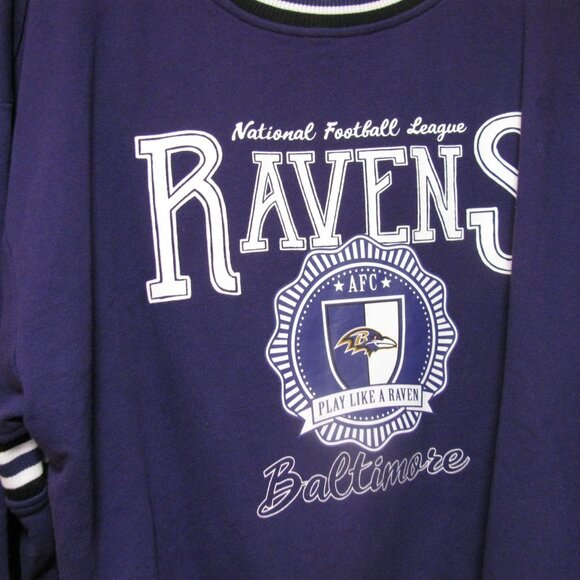 National Football League
RAVENS
AFC
B
PLAY LIKE A RAVEN
Baltimore